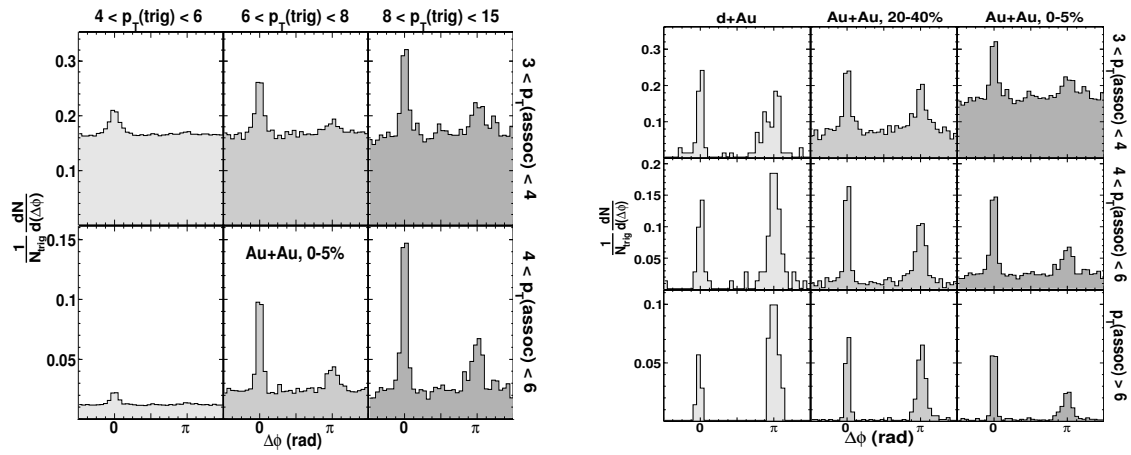 4 < p_T(trig) < 6 6 < p_T(trig) < 8 8 < p_T(trig) < 15
0.3
0.2
0.1
3 < p_T(assoc) < 4
0.15
0.1
0.05
Au+Au, 0-5%
4 < p_T(assoc) < 6
1/N_trig dN/d(Δϕ)
0 π 0 π 0 π
Δϕ (rad)
d+Au Au+Au, 20-40% Au+Au, 0-5%
0.3
0.2
0.1
3 < p_T(assoc) < 4
0.2
0.15
0.1
0.05
4 < p_T(assoc) < 6
1/N_trig dN/d(Δϕ)
0.1
0.05
p_T(assoc) > 6
0 π 0 π 0 π
Δϕ (rad)